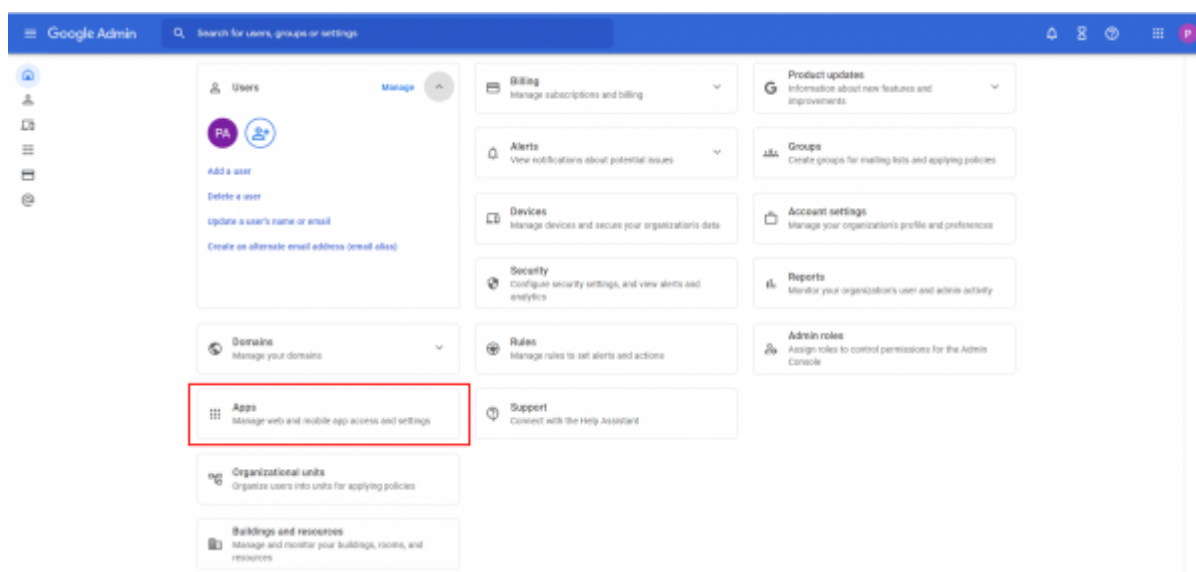 Google Admin
Search for users, groups or settings
P
Users
Manage
PA
Add a user
Delete a user
Update a user's name or email
Create an alternate email address (email alias)
Billing
Manage subscriptions and billing
Product updates
Information about new features and
improvements
Alerts
View notifications about potential issues
Groups
Create groups for mailing lists and applying policies
Devices
Manage devices and secure your organization's data
Account settings
Manage your organization's profile and preferences
Security
Configure security settings, and view alerts and
analytics
Reports
Monitor your organization's user and admin activity
Domains
Manage your domains
Rules
Manage rules to set alerts and actions
Admin roles
Assign roles to control permissions for the Admin
Console
Apps
Manage web and mobile app access and settings
Support
Connect with the Help Assistant
Organizational units
Organize users into units for applying policies
Buildings and resources
Manage and monitor your buildings, rooms, and
resources